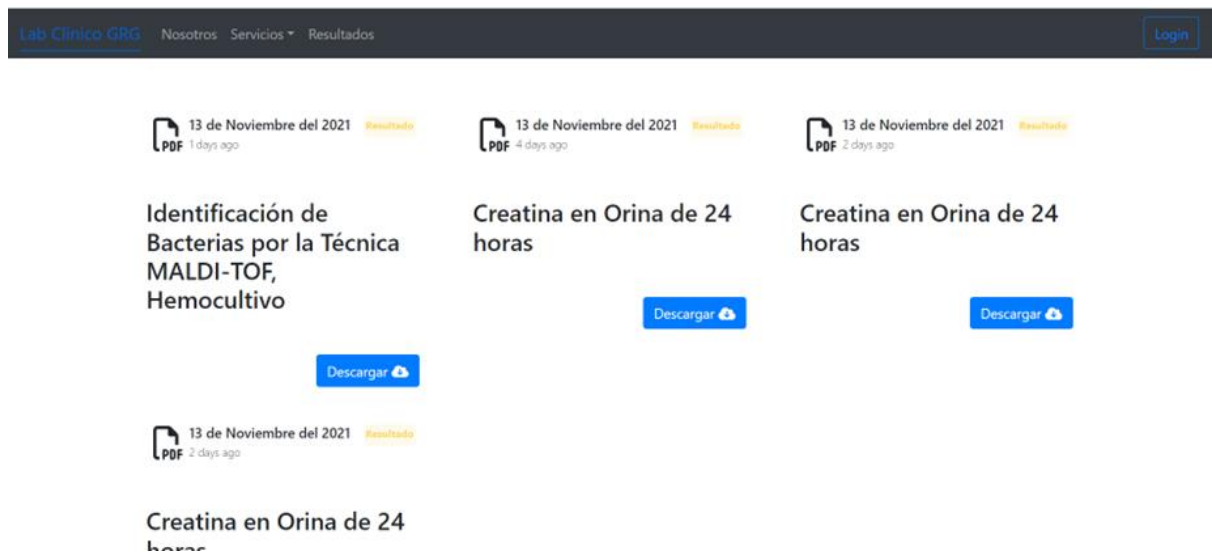 Lab Clínico GRG Nosotros Servicios Resultados Login
13 de Noviembre del 2021 Resultado
PDF 1 days ago
Identificación de
Bacterias por la Técnica
MALDI-TOF,
Hemocultivo
Descargar
13 de Noviembre del 2021 Resultado
PDF 4 days ago
Creatina en Orina de 24
horas
Descargar
13 de Noviembre del 2021 Resultado
PDF 2 days ago
Creatina en Orina de 24
horas
Descargar
13 de Noviembre del 2021 Resultado
PDF 2 days ago
Creatina en Orina de 24
horas